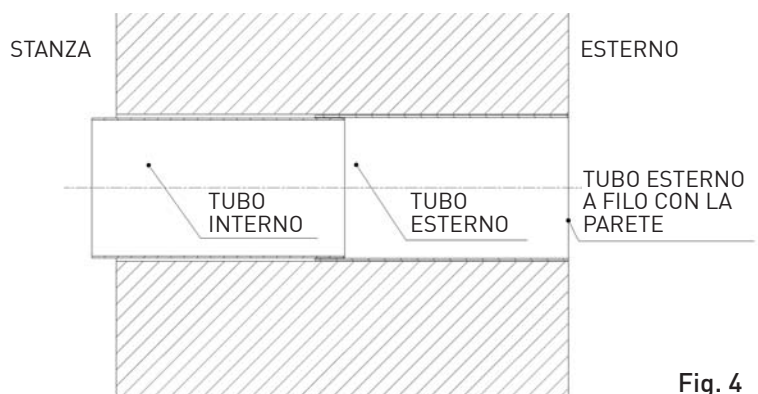 STANZA
ESTERNO
TUBO
INTERNO
TUBO
ESTERNO
TUBO ESTERNO
A FILO CON LA
PARETE
Fig. 4